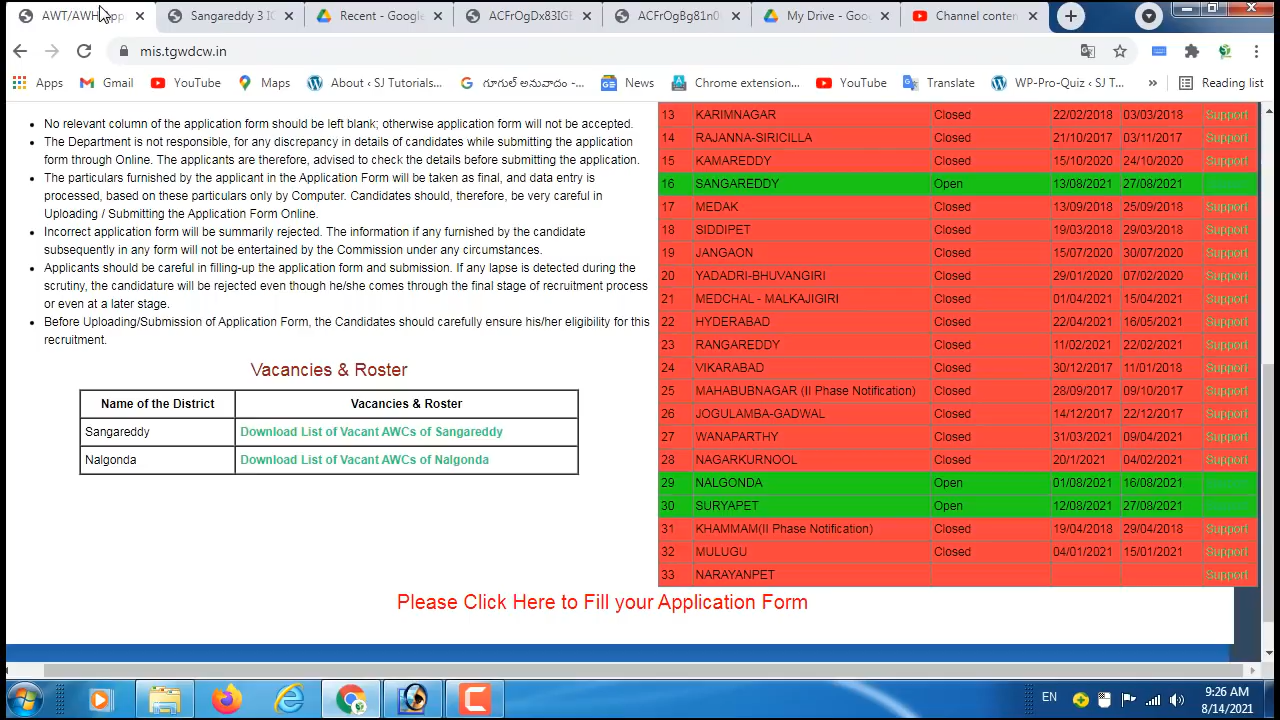 AWT/AWH App
Sangareddy 3 IC
Recent - Google
ACFrOgDx83IGE
ACFrOgBg81n0
My Drive - Goo
Channel conten
mis.tgwdcw.in
Apps
Gmail
YouTube
Maps
About ‹ SJ Tutorials...
గూగుల్ అనువాదం -...
News
Chrome extension...
YouTube
Translate
WP-Pro-Quiz ‹ SJ T...
»
Reading list
No relevant column of the application form should be left bank; otherwise application form will not be accepted.
The Department is not responsible, for any discrepancy in details of candidates while submitting the application
form through Online. The applicants are therefore, advised to check the details before submitting the application.
The particulars furnished by the applicant in the Application Form will be taken as final, and data entry is
processed, based on these particulars only by Computer. Candidates should, therefore, be very careful in
Uploading / Submitting the Application Form Online.
Incorrect application form will be summarily rejected. The information if any furnished by the candidate
subsequently in any form will not be entertained by the Commission under any circumstances.
Applicants should be careful in filling-up the application form and submission. If any lapse is detected during the
scrutiny, the candidature will be rejected even though he/she comes through the final stage of recruitment process
or even at a later stage.
Before Uploading/Submission of Application Form, the Candidates should carefully ensure his/her eligibility for this
recruitment.
Vacancies & Roster
Name of the District Vacancies & Roster
Sangareddy Download List of Vacant AWCs of Sangareddy
Nalgonda Download List of Vacant AWCs of Nalgonda
13 KARIMNAGAR Closed 22/02/2018 03/03/2018 Support
14 RAJANNA-SIRICILLA Closed 21/10/2017 03/11/2017 Support
15 KAMAREDDY Closed 15/10/2020 24/10/2020 Support
16 SANGAREDDY Open 13/08/2021 27/08/2021
17 MEDAK Closed 13/09/2018 25/09/2018 Support
18 SIDDIPET Closed 19/03/2018 29/03/2018 Support
19 JANGAON Closed 15/07/2020 30/07/2020 Support
20 YADADRI-BHUVANGIRI Closed 29/01/2020 07/02/2020 Support
21 MEDCHAL - MALKAJIGIRI Closed 01/04/2021 15/04/2021 Support
22 HYDERABAD Closed 22/04/2021 16/05/2021 Support
23 RANGAREDDY Closed 11/02/2021 22/02/2021 Support
24 VIKARABAD Closed 30/12/2017 11/01/2018 Support
25 MAHABUBNAGAR (II Phase Notification) Closed 28/09/2017 09/10/2017 Support
26 JOGULAMBA-GADWAL Closed 14/12/2017 22/12/2017 Support
27 WANAPARTHY Closed 31/03/2021 09/04/2021 Support
28 NAGARKURNOOL Closed 20/1/2021 04/02/2021 Support
29 NALGONDA Open 01/08/2021 16/08/2021
30 SURYAPET Open 12/08/2021 27/08/2021
31 KHAMMAM(II Phase Notification) Closed 19/04/2018 29/04/2018 Support
32 MULUGU Closed 04/01/2021 15/01/2021 Support
33 NARAYANPET Support
Please Click Here to Fill your Application Form
EN
9:26 AM
8/14/2021